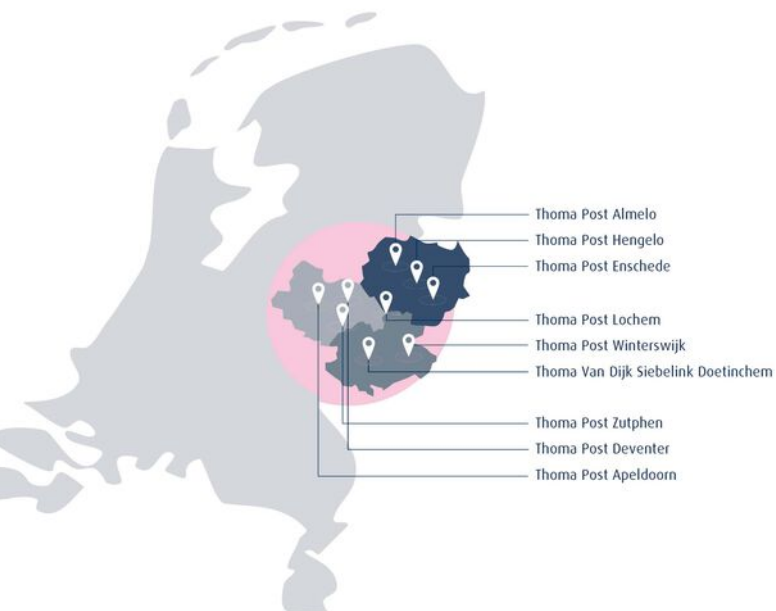 Thoma Post Almelo
Thoma Post Hengelo
Thoma Post Enschede
Thoma Post Lochem
Thoma Post Winterswijk
Thoma Van Dijk Siebelink Doetinchem
Thoma Post Zutphen
Thoma Post Deventer
Thoma Post Apeldoorn